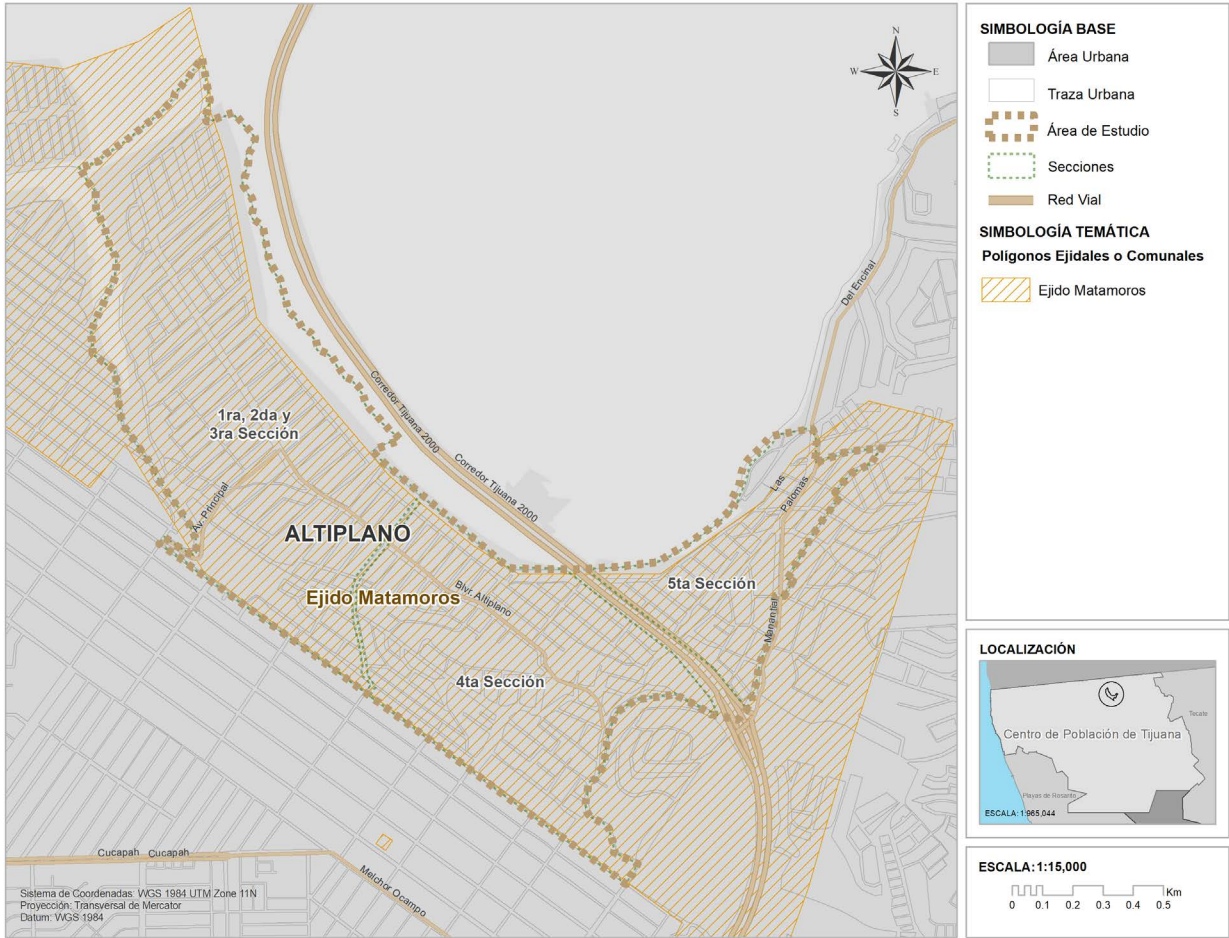 N
W
E
S
Del Encinal
Corredor Tijuana 2000
Corredor Tijuana 2000
1ra, 2da y
3ra Sección
Las
Palomas
Av. Principal
ALTIPLANO
5ta Sección
Blvr. Altiplano
Ejido Matamoros
Manantial
4ta Sección
Cucapah
Cucapah
Melchor Ocampo
Sistema de Coordenadas: WGS 1984 UTM Zone 11N
Proyección: Transversal de Mercator
Datum: WGS 1984
SIMBOLOGÍA BASE
Área Urbana
Traza Urbana
Área de Estudio
Secciones
Red Vial
SIMBOLOGÍA TEMÁTICA
Polígonos Ejidales o Comunales
Ejido Matamoros
LOCALIZACIÓN
Tecate
Centro de Población de Tijuana
Playas de Rosarito
ESCALA: 1:965,044
ESCALA: 1:15,000
Km
0 0.1 0.2 0.3 0.4 0.5